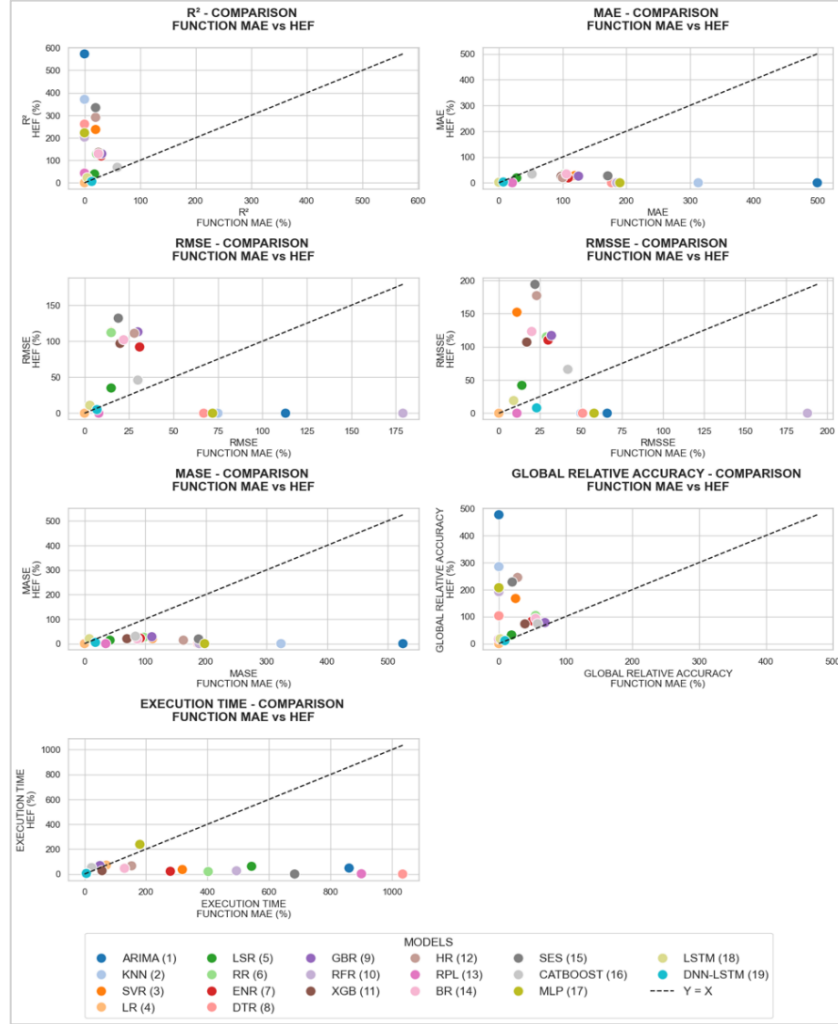 R² - COMPARISON
FUNCTION MAE vs HEF
600
500
400
300
200
100
0
R²
HEF (%)
0 100 200 300 400 500 600
R²
FUNCTION MAE (%)
MAE - COMPARISON
FUNCTION MAE vs HEF
500
400
300
200
100
0
MAE
HEF (%)
0 100 200 300 400 500
MAE
FUNCTION MAE (%)
RMSE - COMPARISON
FUNCTION MAE vs HEF
150
100
50
0
RMSE
HEF (%)
0 25 50 75 100 125 150 175
RMSE
FUNCTION MAE (%)
RMSSE - COMPARISON
FUNCTION MAE vs HEF
200
150
100
50
0
RMSSE
HEF (%)
0 25 50 75 100 125 150 175 200
RMSSE
FUNCTION MAE (%)
MASE - COMPARISON
FUNCTION MAE vs HEF
500
400
300
200
100
0
MASE
HEF (%)
0 100 200 300 400 500
MASE
FUNCTION MAE (%)
GLOBAL RELATIVE ACCURACY - COMPARISON
FUNCTION MAE vs HEF
500
400
300
200
100
0
GLOBAL RELATIVE ACCURACY
HEF (%)
0 100 200 300 400 500
GLOBAL RELATIVE ACCURACY
FUNCTION MAE (%)
EXECUTION TIME - COMPARISON
FUNCTION MAE vs HEF
1000
800
600
400
200
0
EXECUTION TIME
HEF (%)
0 200 400 600 800 1000
EXECUTION TIME
FUNCTION MAE (%)
MODELS
ARIMA (1) LSR (5) GBR (9) HR (12) SES (15) LSTM (18)
KNN (2) RR (6) RFR (10) RPL (13) CATBOOST (16) DNN-LSTM (19)
SVR (3) ENR (7) XGB (11) BR (14) MLP (17) Y = X
LR (4) DTR (8)